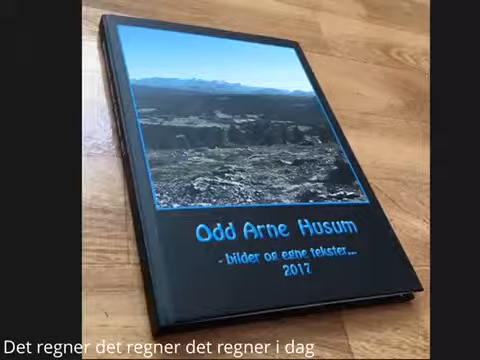 Odd Arne Husum
- bilder og egne tekster...
2017
Det regner det regner det regner i dag